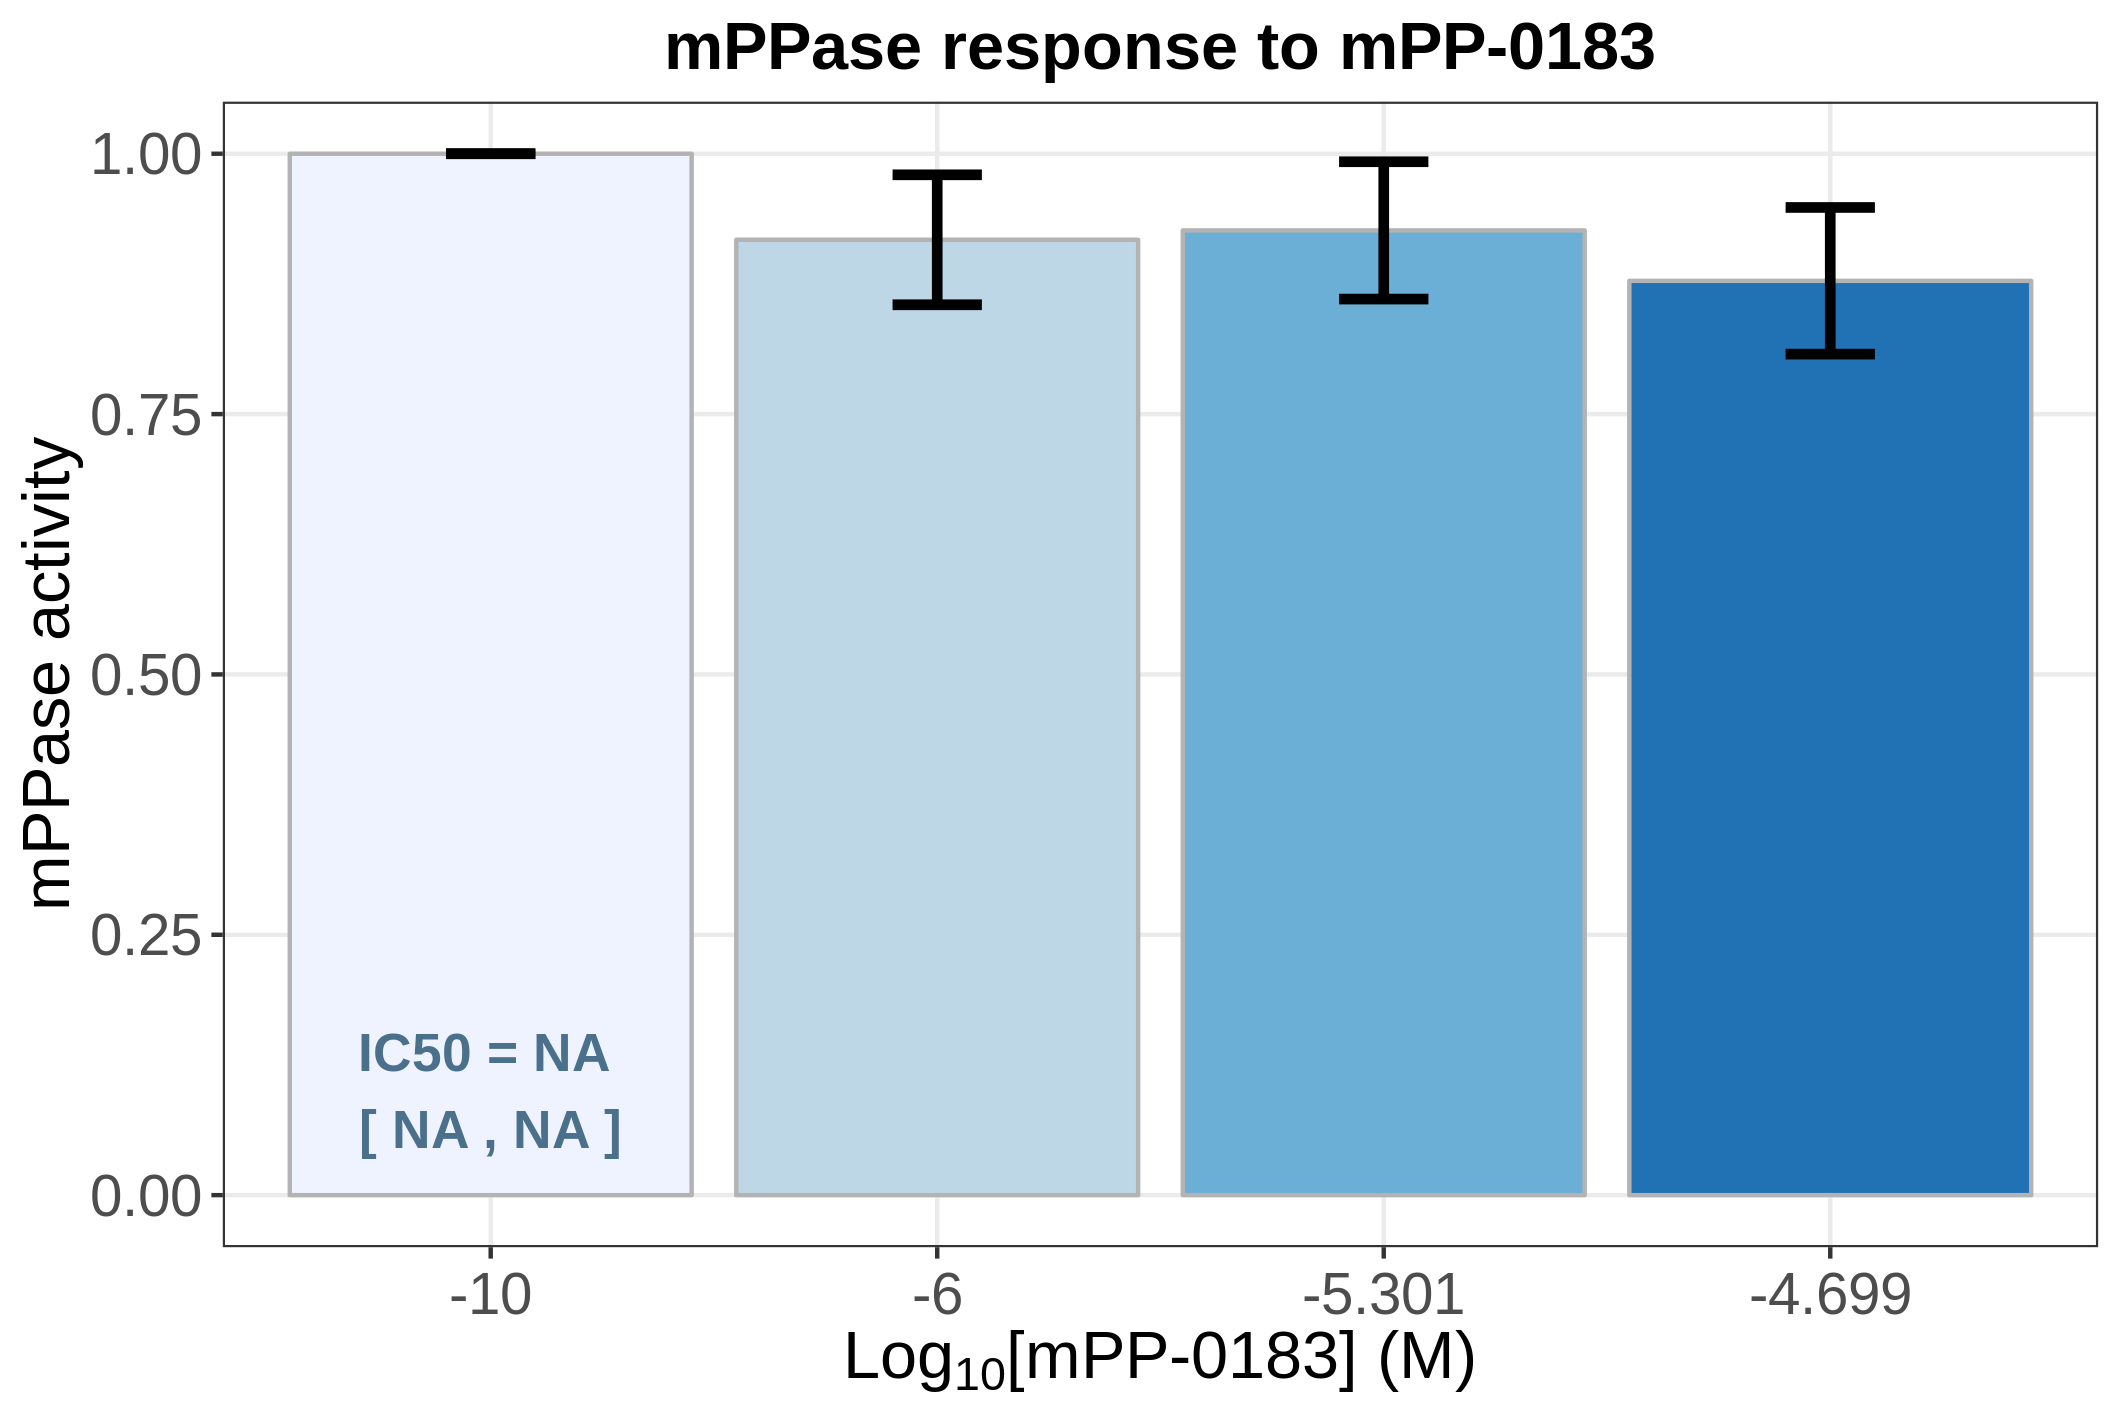 mPPase response to mPP-0183
mPPase activity
1.00
0.75
0.50
0.25
0.00
IC50 = NA
[ NA , NA ]
-10
-6
-5.301
-4.699
Log₁₀[mPP-0183] (M)